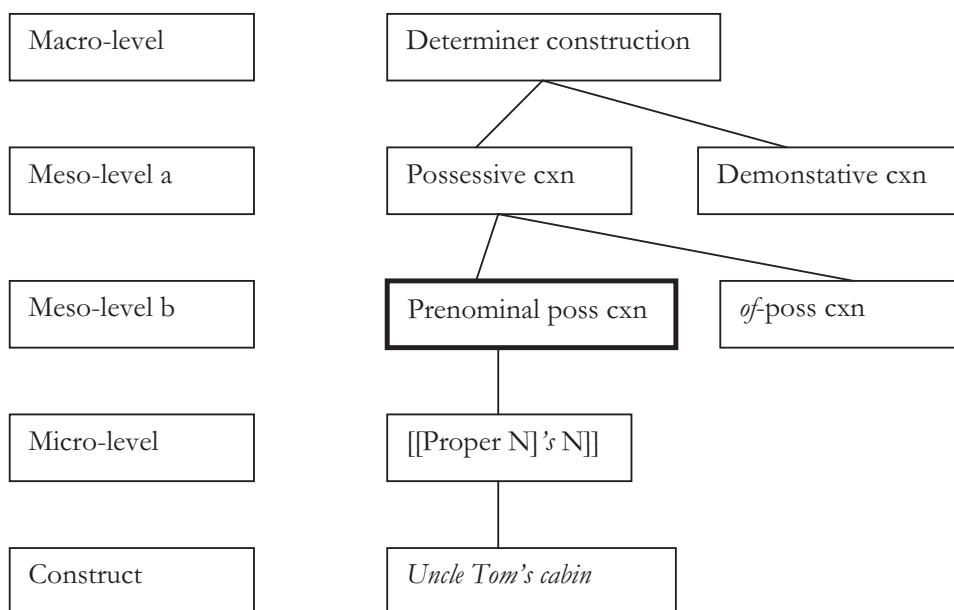 Macro-level
Determiner construction
Meso-level a
Possessive cxn
Demonstative cxn
Meso-level b
Prenominal poss cxn
of-poss cxn
Micro-level
[[Proper N]'s N]]
Construct
Uncle Tom's cabin